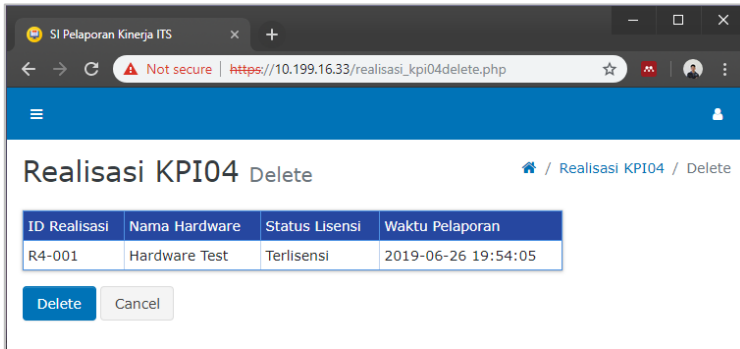 SI Pelaporan Kinerja ITS
Not secure | https://10.199.16.33/realisasi_kpi04delete.php
Realisasi KPI04 Delete
/ Realisasi KPI04 / Delete
ID Realisasi Nama Hardware Status Lisensi Waktu Pelaporan
R4-001 Hardware Test Terlisensi 2019-06-26 19:54:05
Delete Cancel